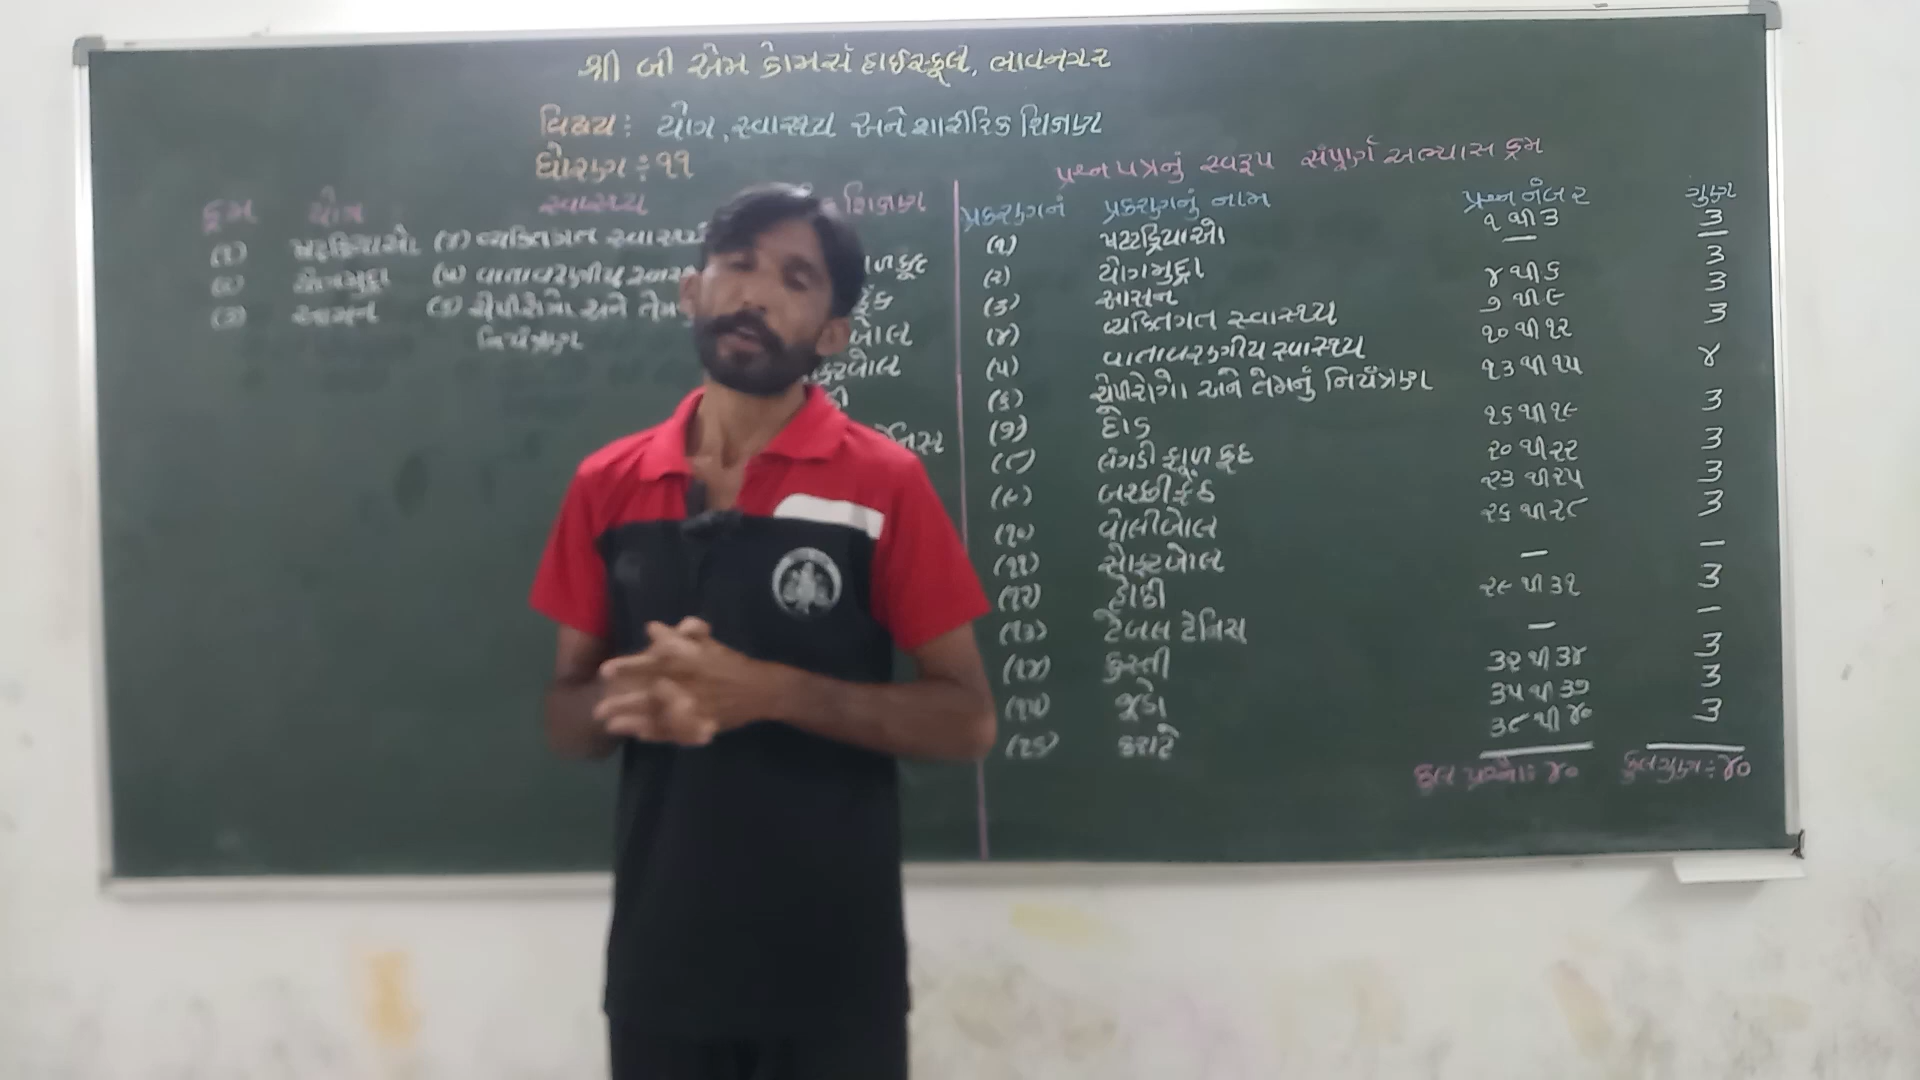 શ્રી બી એમ કોમર્સ હાઈસ્કૂલ, ભાવનગર
વિષય: યોગ, સ્વાસ્થ્ય અને શારીરિક શિક્ષણ
ધોરણ: ૧૧
ક્રમ યોગ સ્વાસ્થ્ય શિક્ષણ
(૧) ષટ્ક્રિયાઓ (૪) વ્યક્તિગત સ્વાસ્થ્ય
(૨) યોગમુદ્રા (૫) વાતાવરણીય ળકૂદ
(૩) આસન (૬) ચેપીરોગો અને તેમનું
નિયંત્રણ
બોલ
ફટબોલ
ેનિસ
પ્રશ્નપત્રનું સ્વરૂપ સંપૂર્ણ અભ્યાસક્રમ
પ્રકરણનં પ્રકરણનું નામ પ્રશ્ન નંબર ગુણ
(૧) ષટ્ક્રિયાઓ ૧ થી ૩ ૩
(૨) યોગમુદ્રા — ૩
(૩) આસન ૪ થી ૬ ૩
(૪) વ્યક્તિગત સ્વાસ્થ્ય ૭ થી ૯ ૩
(૫) વાતાવરણીય સ્વાસ્થ્ય ૧૦ થી ૧૨ ૪
(૬) ચેપીરોગો અને તેમનું નિયંત્રણ ૧૩ થી ૧૫ ૩
(૭) દોડ ૧૬ થી ૧૯ ૩
(૮) લંગડી ફાળ કૂદ ૨૦ થી ૨૨ ૩
(૯) બરછીફેંક ૨૩ થી ૨૫ ૩
(૧૦) વોલીબોલ ૨૬ થી ૨૮ —
(૧૧) સોફ્ટબોલ — ૩
(૧૨) હોકી ૨૯ થી ૩૧ —
(૧૩) ટેબલ ટેનિસ — ૩
(૧૪) કુસ્તી ૩૨ થી ૩૪ ૩
(૧૫) જૂડો ૩૫ થી ૩૭ ૩
(૧૬) કરાટે ૩૮ થી ૪૦
કુલ પ્રશ્નો: ૪૦ કુલગુણ: ૪૦